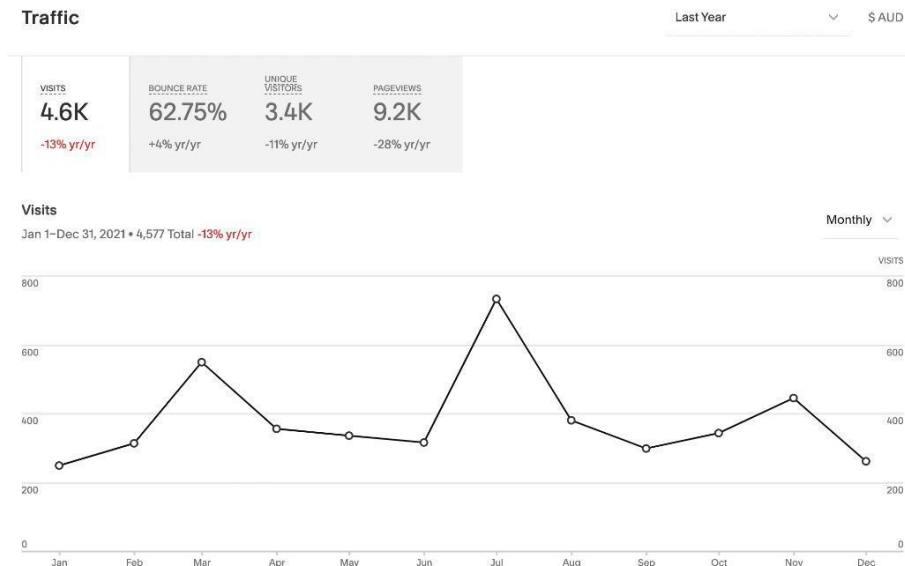 Traffic
Last Year
$ AUD
VISITS
4.6K
-13% yr/yr
BOUNCE RATE
62.75%
+4% yr/yr
UNIQUE
VISITORS
3.4K
-11% yr/yr
PAGEVIEWS
9.2K
-28% yr/yr
Visits
Jan 1–Dec 31, 2021 • 4,577 Total -13% yr/yr
Monthly
VISITS
800 800
600 600
400 400
200 200
0 0
Jan Feb Mar Apr May Jun Jul Aug Sep Oct Nov Dec